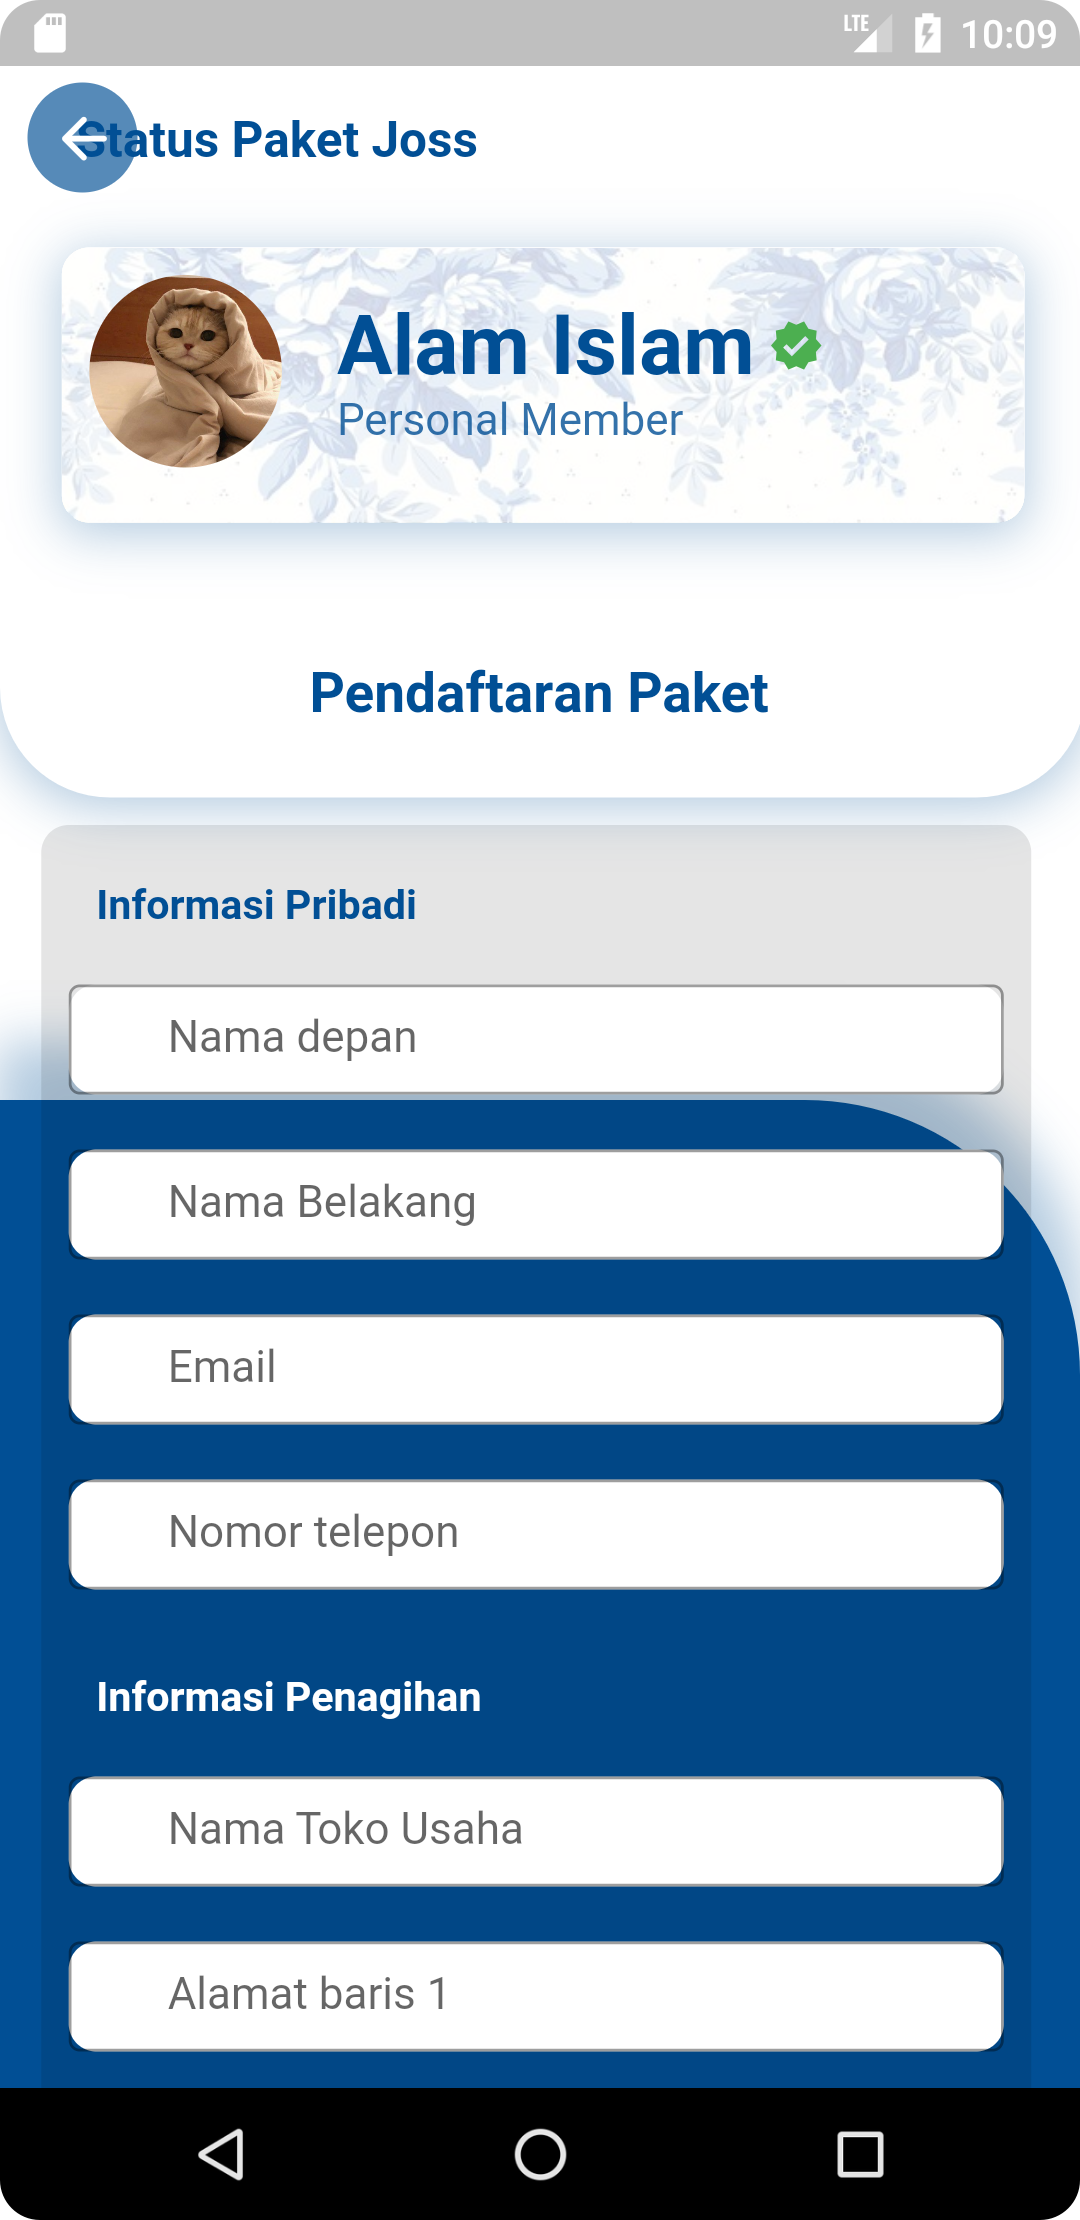 LTE 10:09
Status Paket Joss
Alam Islam
Personal Member
Pendaftaran Paket
Informasi Pribadi
Nama depan
Nama Belakang
Email
Nomor telepon
Informasi Penagihan
Nama Toko Usaha
Alamat baris 1